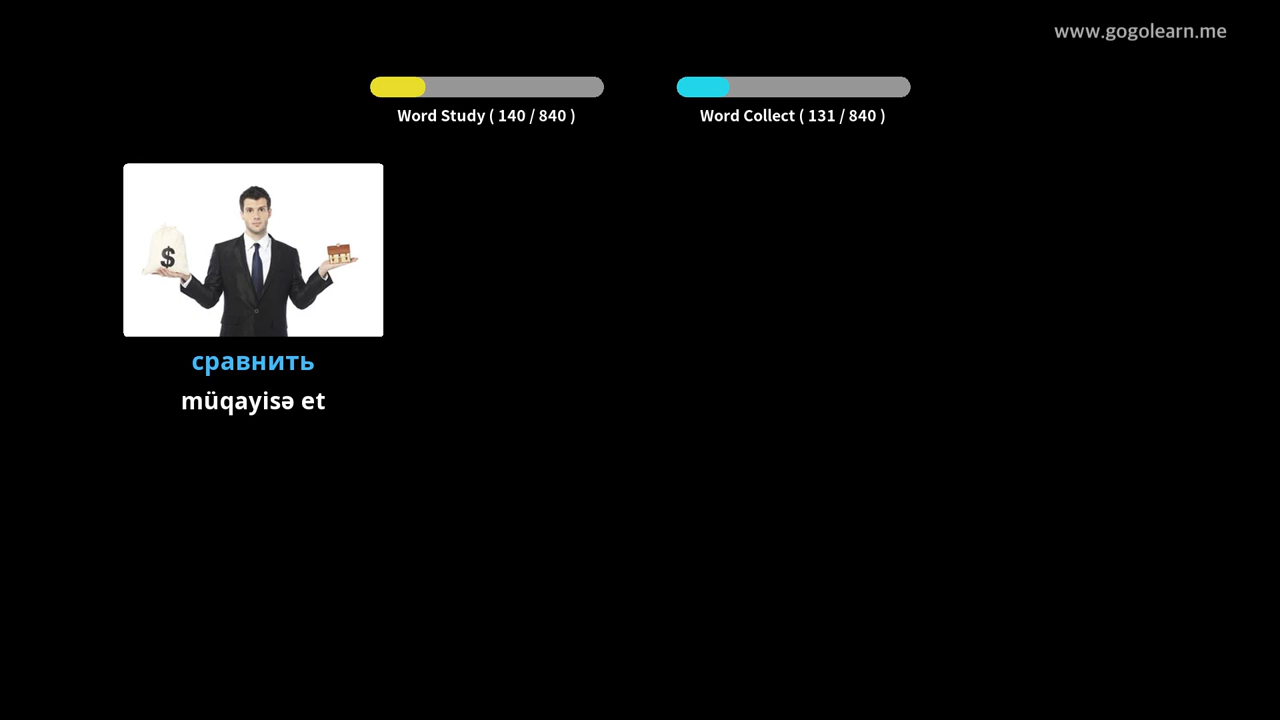 www.gogolearn.me
Word Study ( 140 / 840 )
Word Collect ( 131 / 840 )
$
сравнить
müqayisə et